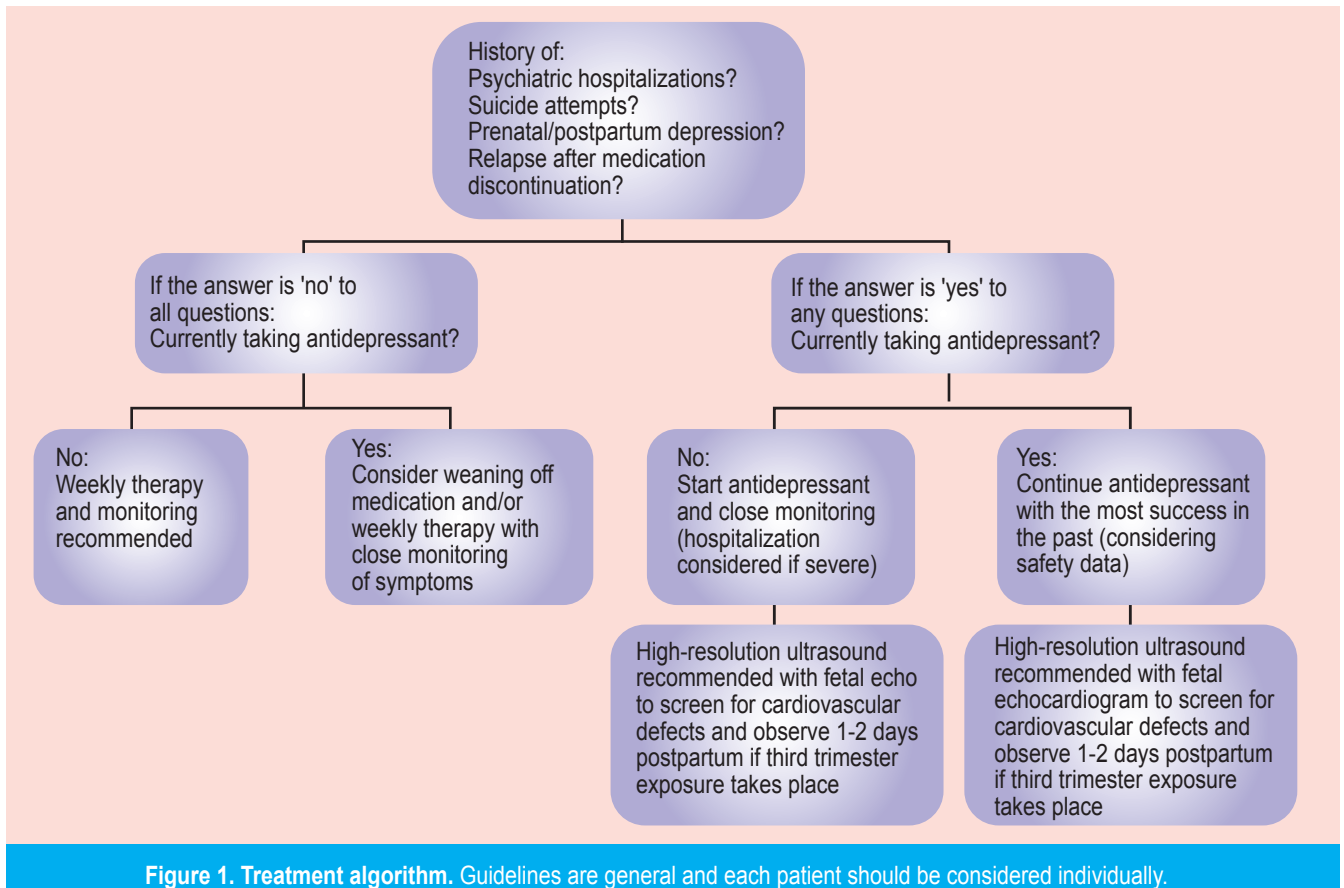 History of:
Psychiatric hospitalizations?
Suicide attempts?
Prenatal/postpartum depression?
Relapse after medication
discontinuation?
If the answer is 'no' to
all questions:
Currently taking antidepressant?
If the answer is 'yes' to
any questions:
Currently taking antidepressant?
No:
Weekly therapy
and monitoring
recommended
Yes:
Consider weaning off
medication and/or
weekly therapy with
close monitoring
of symptoms
No:
Start antidepressant
and close monitoring
(hospitalization
considered if severe)
Yes:
Continue antidepressant
with the most success in
the past (considering
safety data)
High-resolution ultrasound
recommended with fetal echo
to screen for cardiovascular
defects and observe 1-2 days
postpartum if third trimester
exposure takes place
High-resolution ultrasound
recommended with fetal
echocardiogram to screen for
cardiovascular defects and
observe 1-2 days postpartum
if third trimester exposure
takes place
Figure 1. Treatment algorithm. Guidelines are general and each patient should be considered individually.